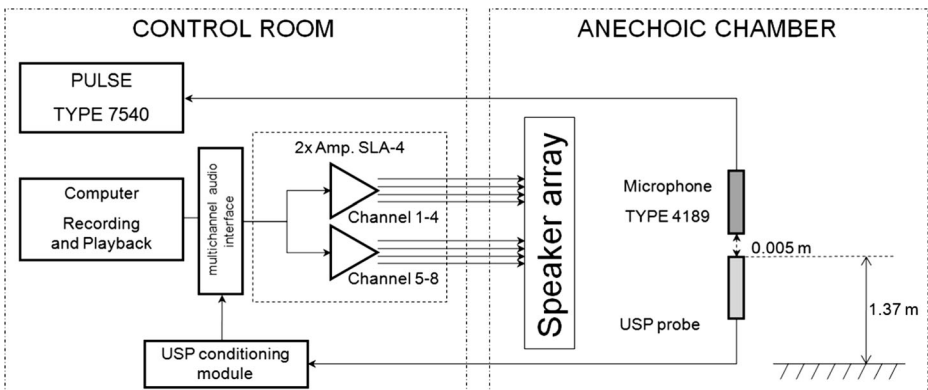 CONTROL ROOM
ANECHOIC CHAMBER
PULSE
TYPE 7540
2x Amp. SLA-4
Computer
Recording
and Playback
multichannel audio
interface
Channel 1-4
Channel 5-8
Speaker array
Microphone
TYPE 4189
0.005 m
USP probe
1.37 m
USP conditioning
module